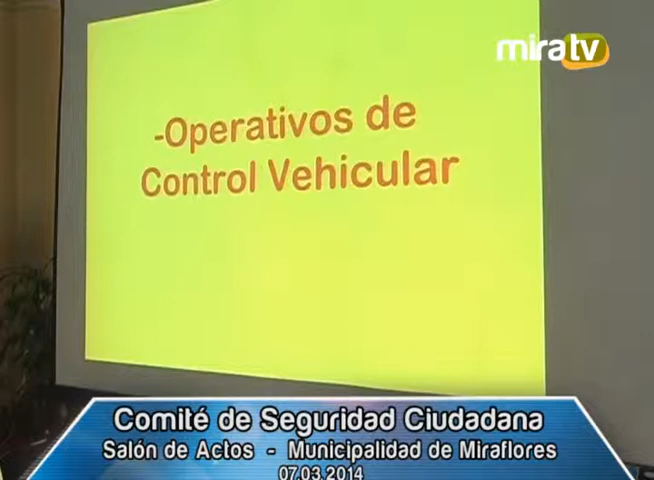 miratv
-Operativos de
Control Vehicular
Comité de Seguridad Ciudadana
Salón de Actos - Municipalidad de Miraflores
07.03.2014